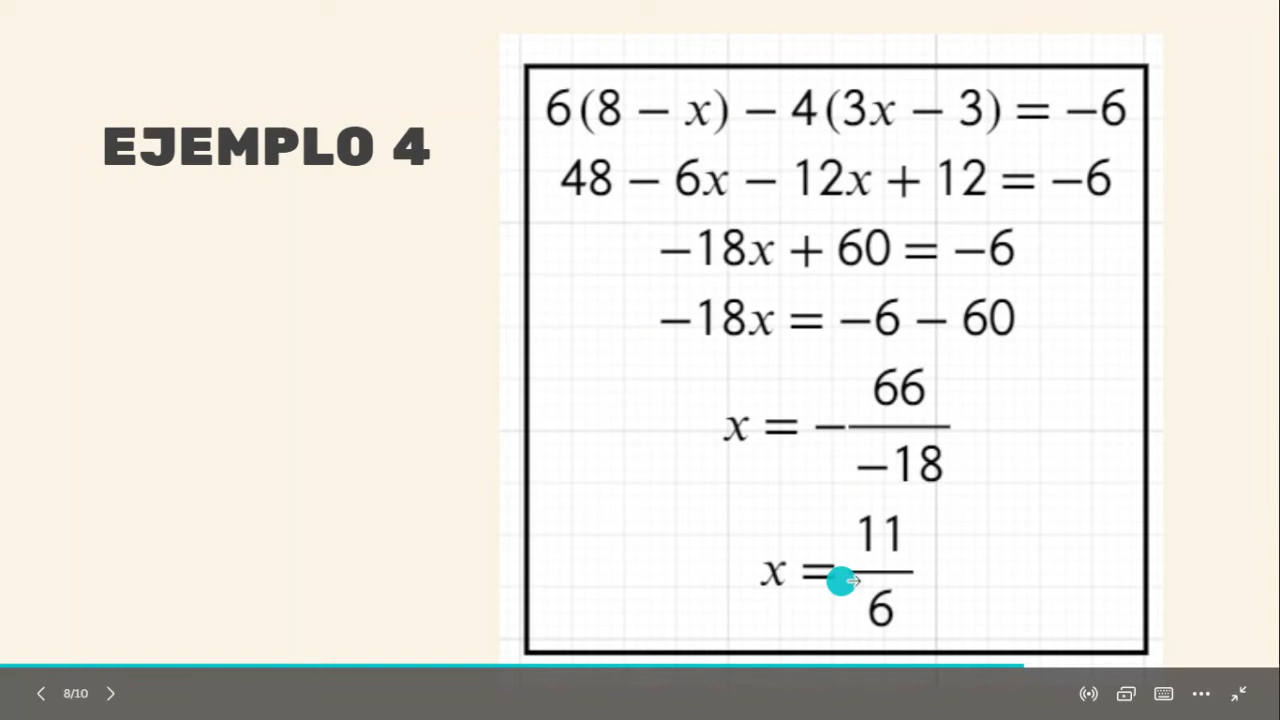 EJEMPLO 4
6(8 − x) − 4(3x − 3) = −6
48 − 6x − 12x + 12 = −6
−18x + 60 = −6
−18x = −6 − 60
x = −66/−18
x = 11/6
8/10